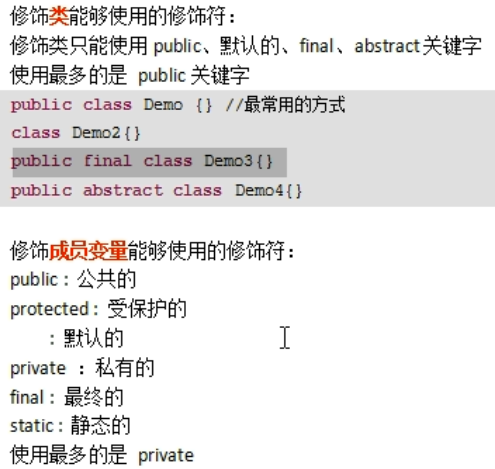 修饰类能够使用的修饰符：
修饰类只能使用 public、默认的、final、abstract关键字
使用最多的是 public 关键字
public class Demo {} //最常用的方式
class Demo2{}
public final class Demo3{}
public abstract class Demo4{}
修饰成员变量能够使用的修饰符：
public : 公共的
protected : 受保护的
: 默认的
private : 私有的
final : 最终的
static : 静态的
使用最多的是 private